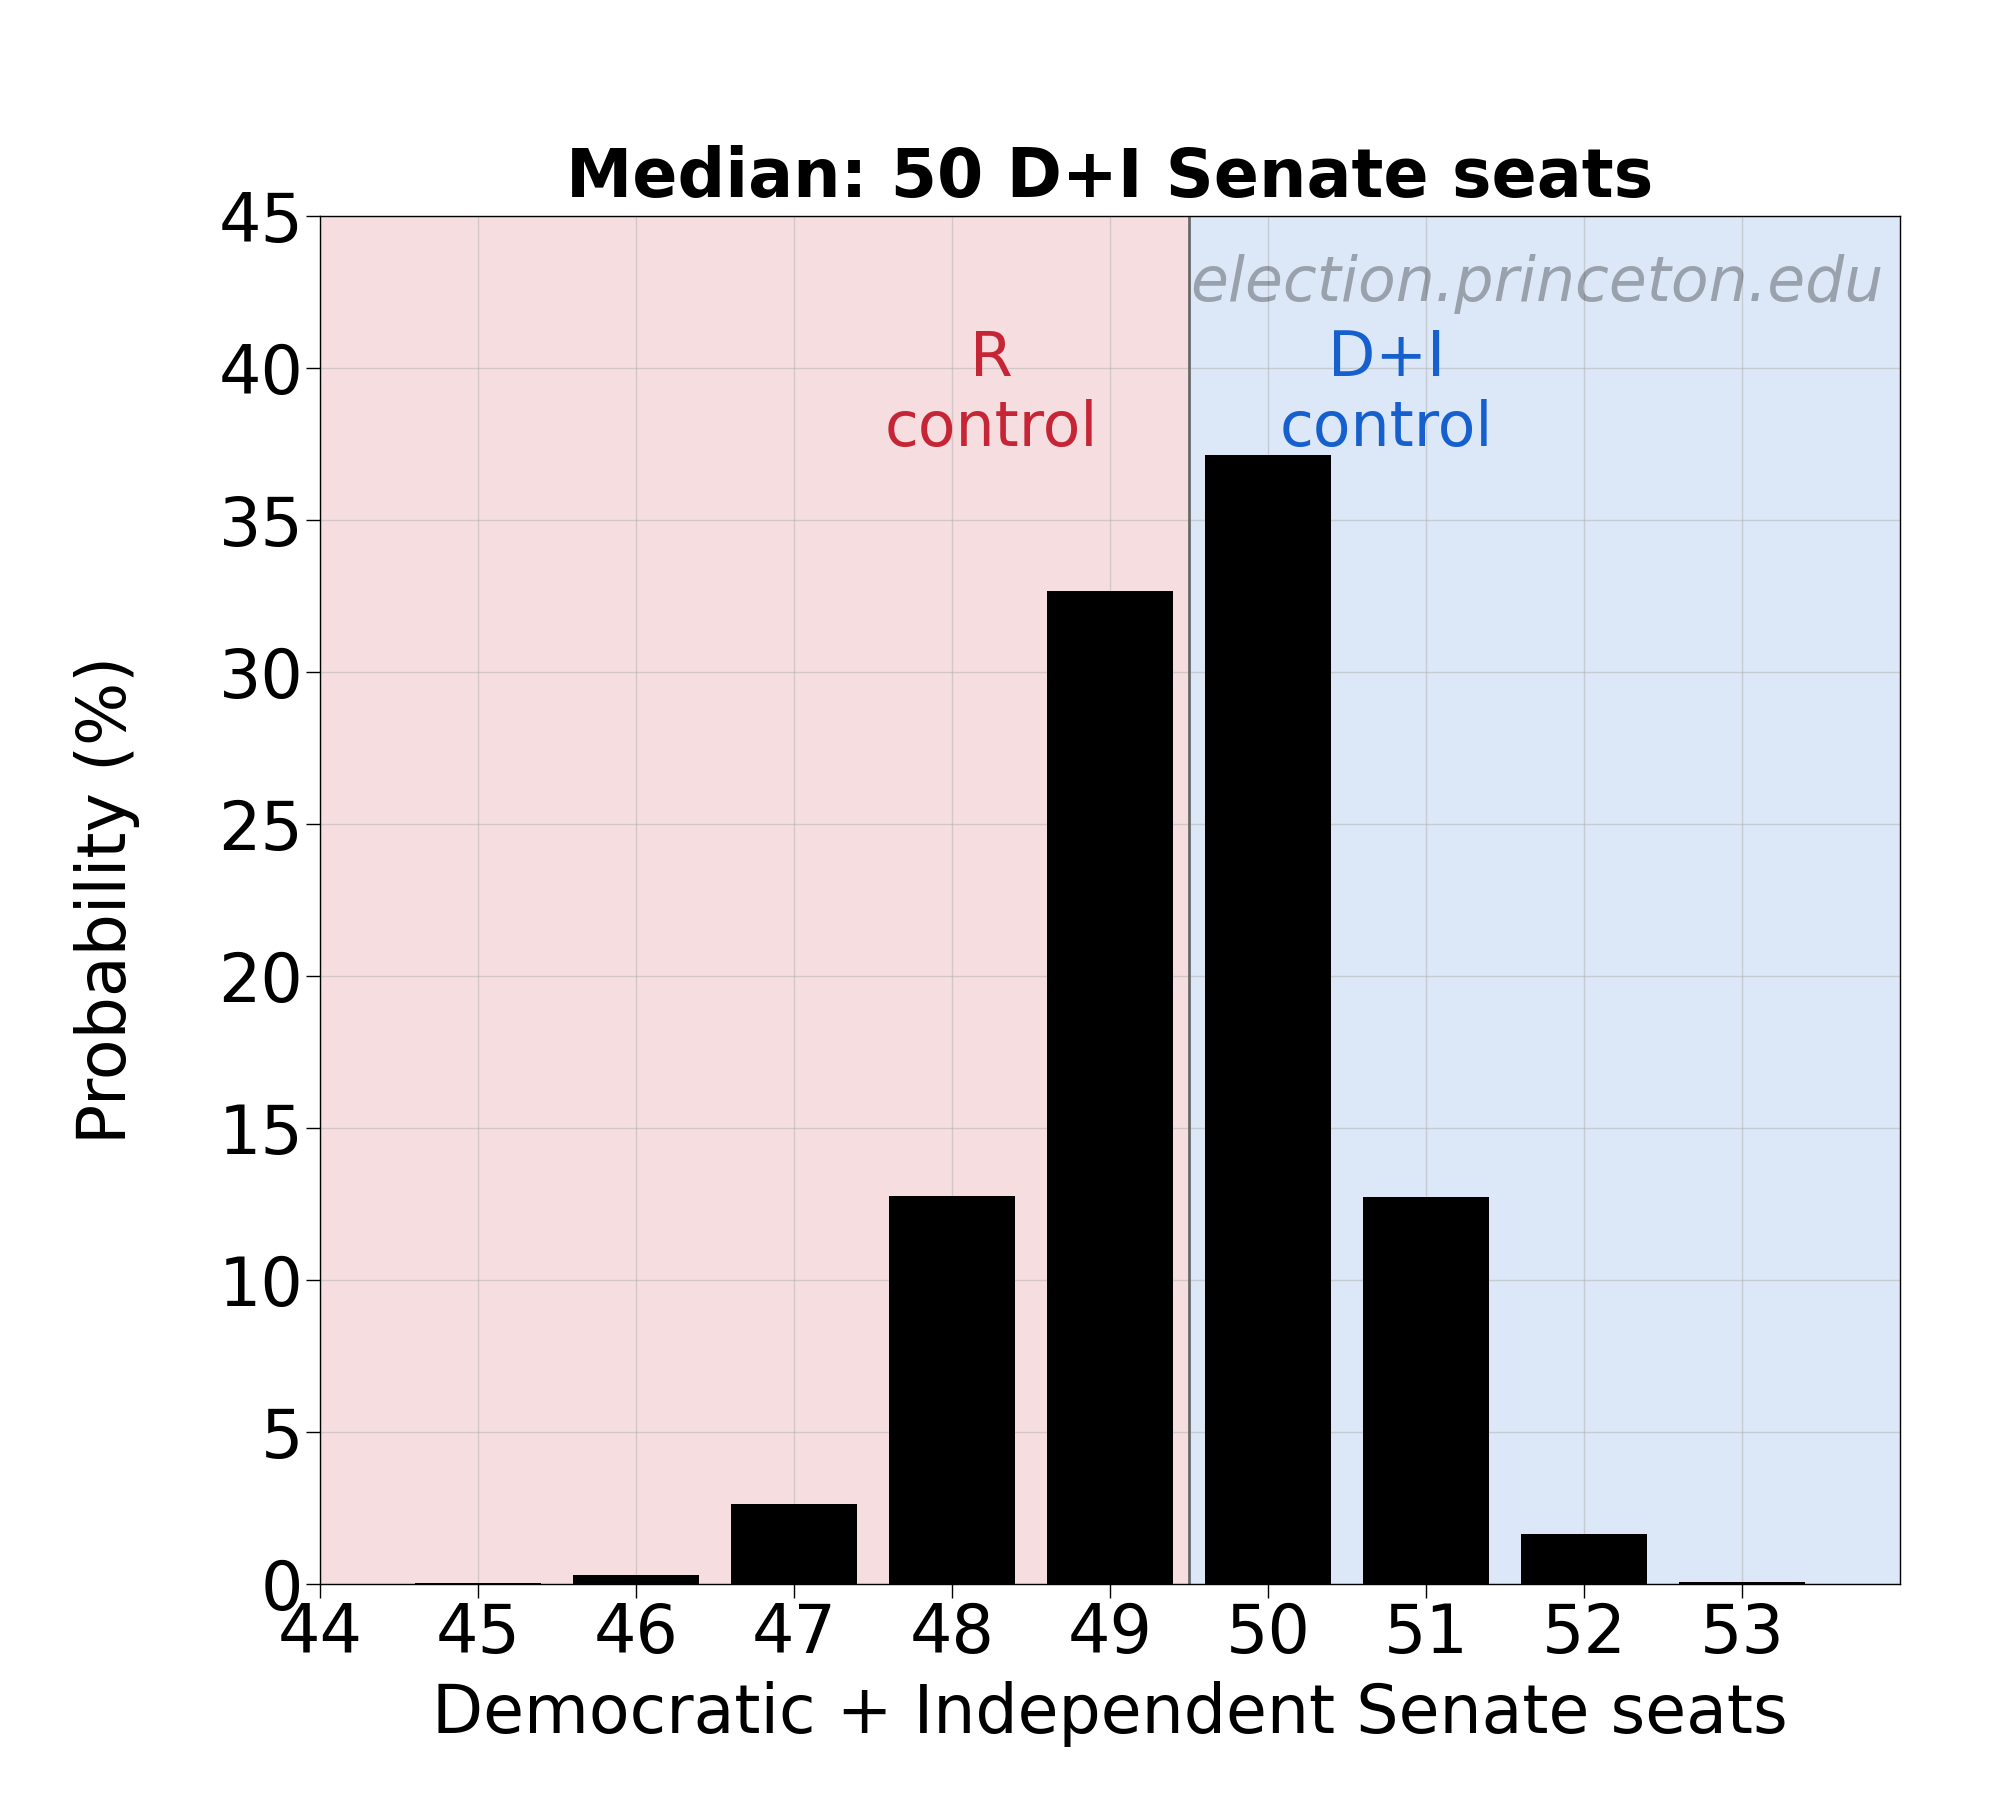 Median: 50 D+I Senate seats
election.princeton.edu
R
control
D+I
control
45
40
35
30
25
20
15
10
5
0
Probability (%)
44 45 46 47 48 49 50 51 52 53
Democratic + Independent Senate seats